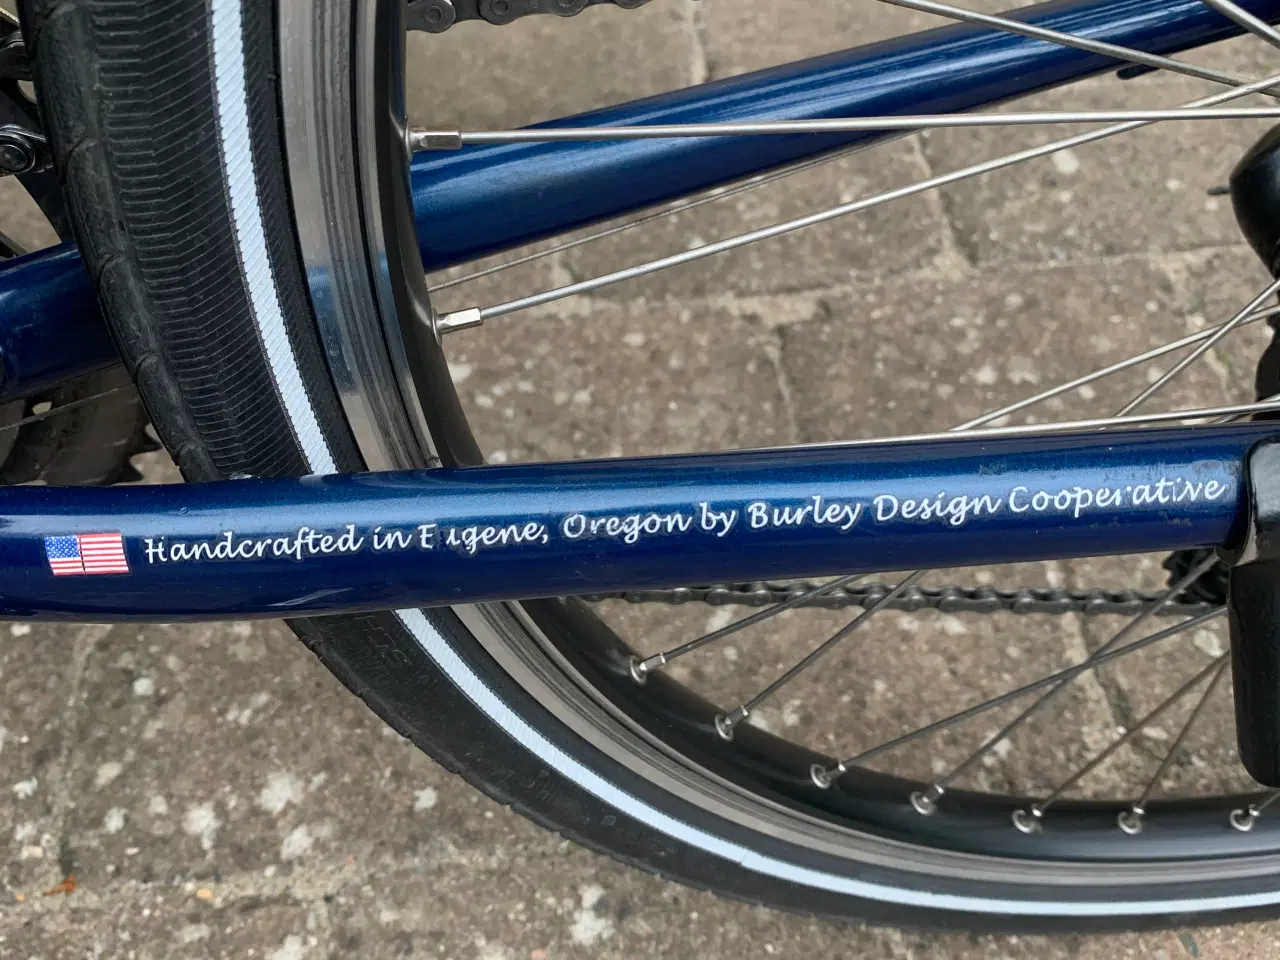 Handcrafted in Eugene, Oregon by Burley Design Cooperative